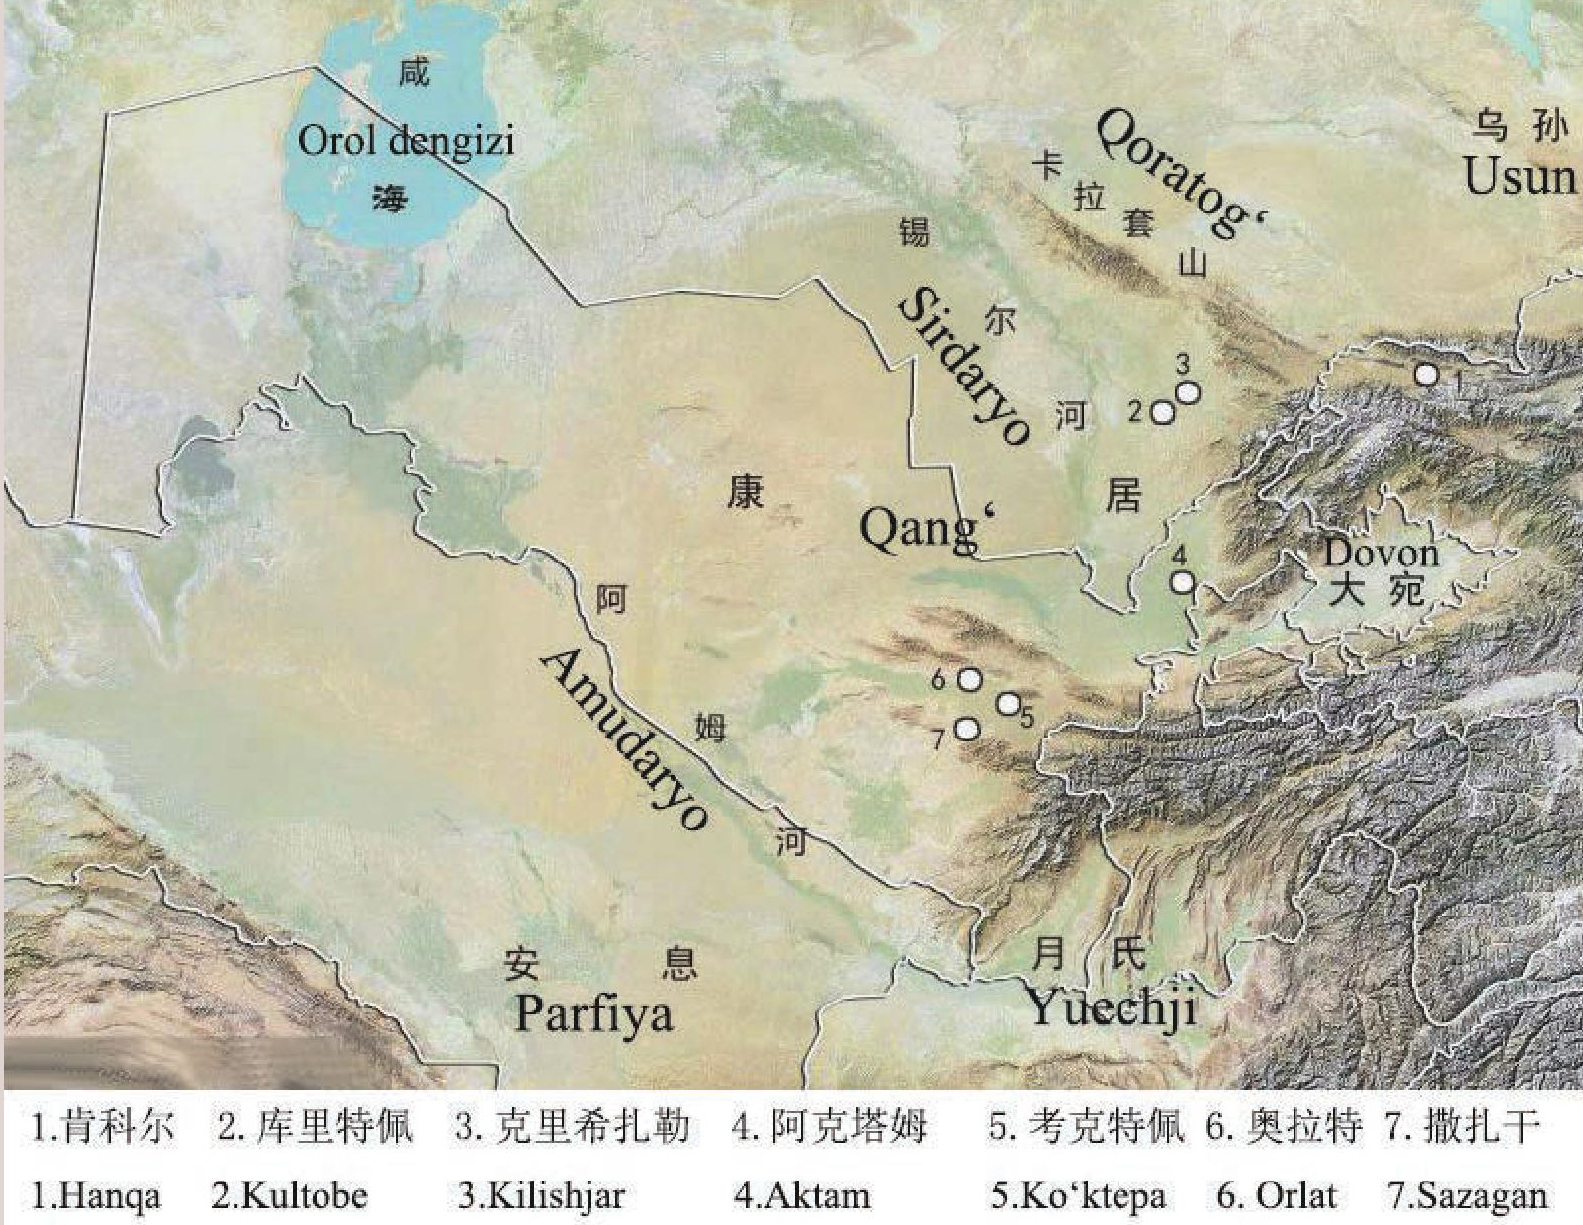 咸
Orol dengizi
海
Qoratog‘
卡拉套山
乌孙
Usun
锡尔河
Sirdaryo
3
2
1
康居
Qang‘
4
Dovon
大宛
阿姆河
Amudaryo
6
5
7
安息
Parfiya
月氏
Yuechji
1.肯科尔 2.库里特佩 3.克里希扎勒 4.阿克塔姆 5.考克特佩 6.奥拉特 7.撒扎干
1.Hanqa 2.Kultobe 3.Kilishjar 4.Aktam 5.Ko‘ktepa 6. Orlat 7.Sazagan